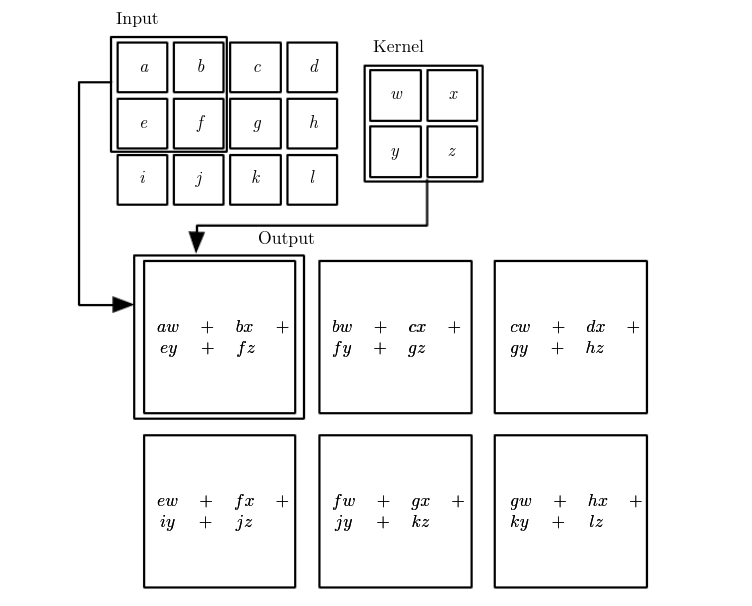 Input
Kernel
a b c d
w x
e f g h
y z
i j k l
Output
aw + bx +
ey + fz
bw + cx +
fy + gz
cw + dx +
gy + hz
ew + fx +
iy + jz
fw + gx +
jy + kz
gw + hx +
ky + lz